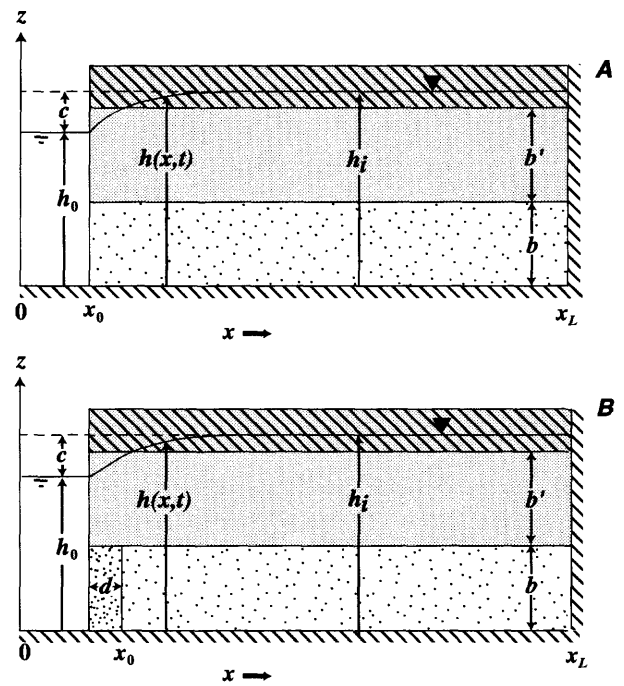 z
A
c
h(x,t)
hᵢ
b'
h₀
b
0
x₀
x_L
x
z
B
c
h(x,t)
hᵢ
b'
h₀
d
b
0
x₀
x_L
x